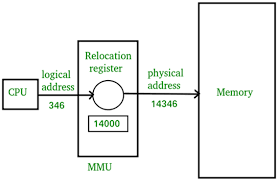 CPU
logical
address
346
Relocation
register
14000
MMU
physical
address
14346
Memory